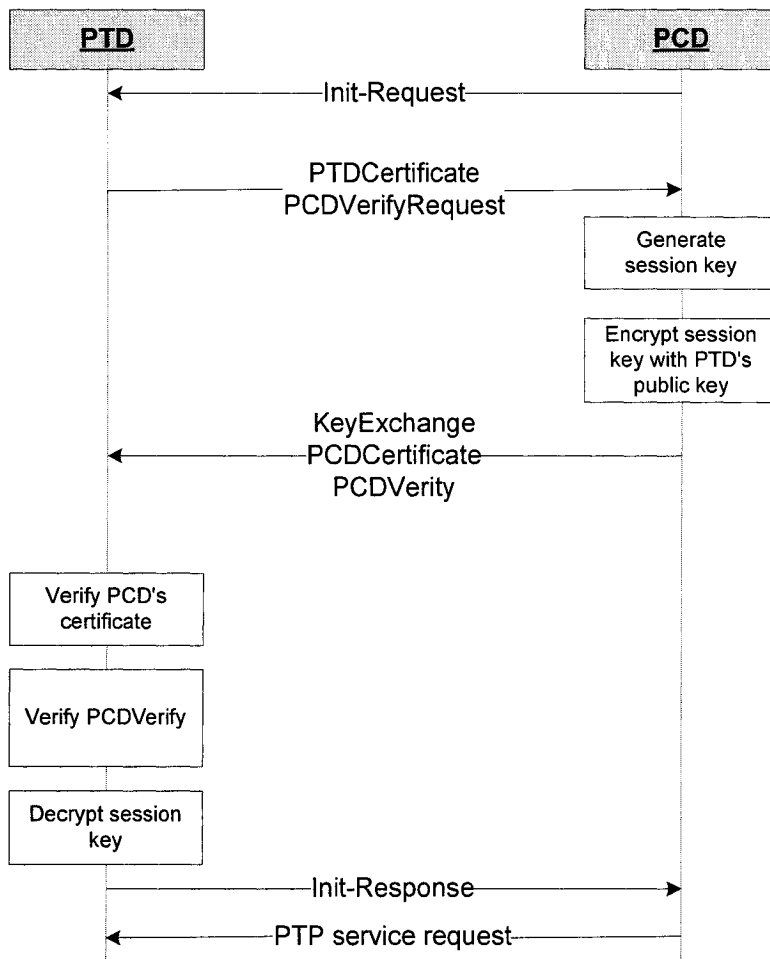 PTD
PCD
Init-Request
PTDCertificate
PCDVerifyRequest
Generate
session key
Encrypt session
key with PTD's
public key
KeyExchange
PCDCertificate
PCDVerity
Verify PCD's
certificate
Verify PCDVerify
Decrypt session
key
Init-Response
PTP service request